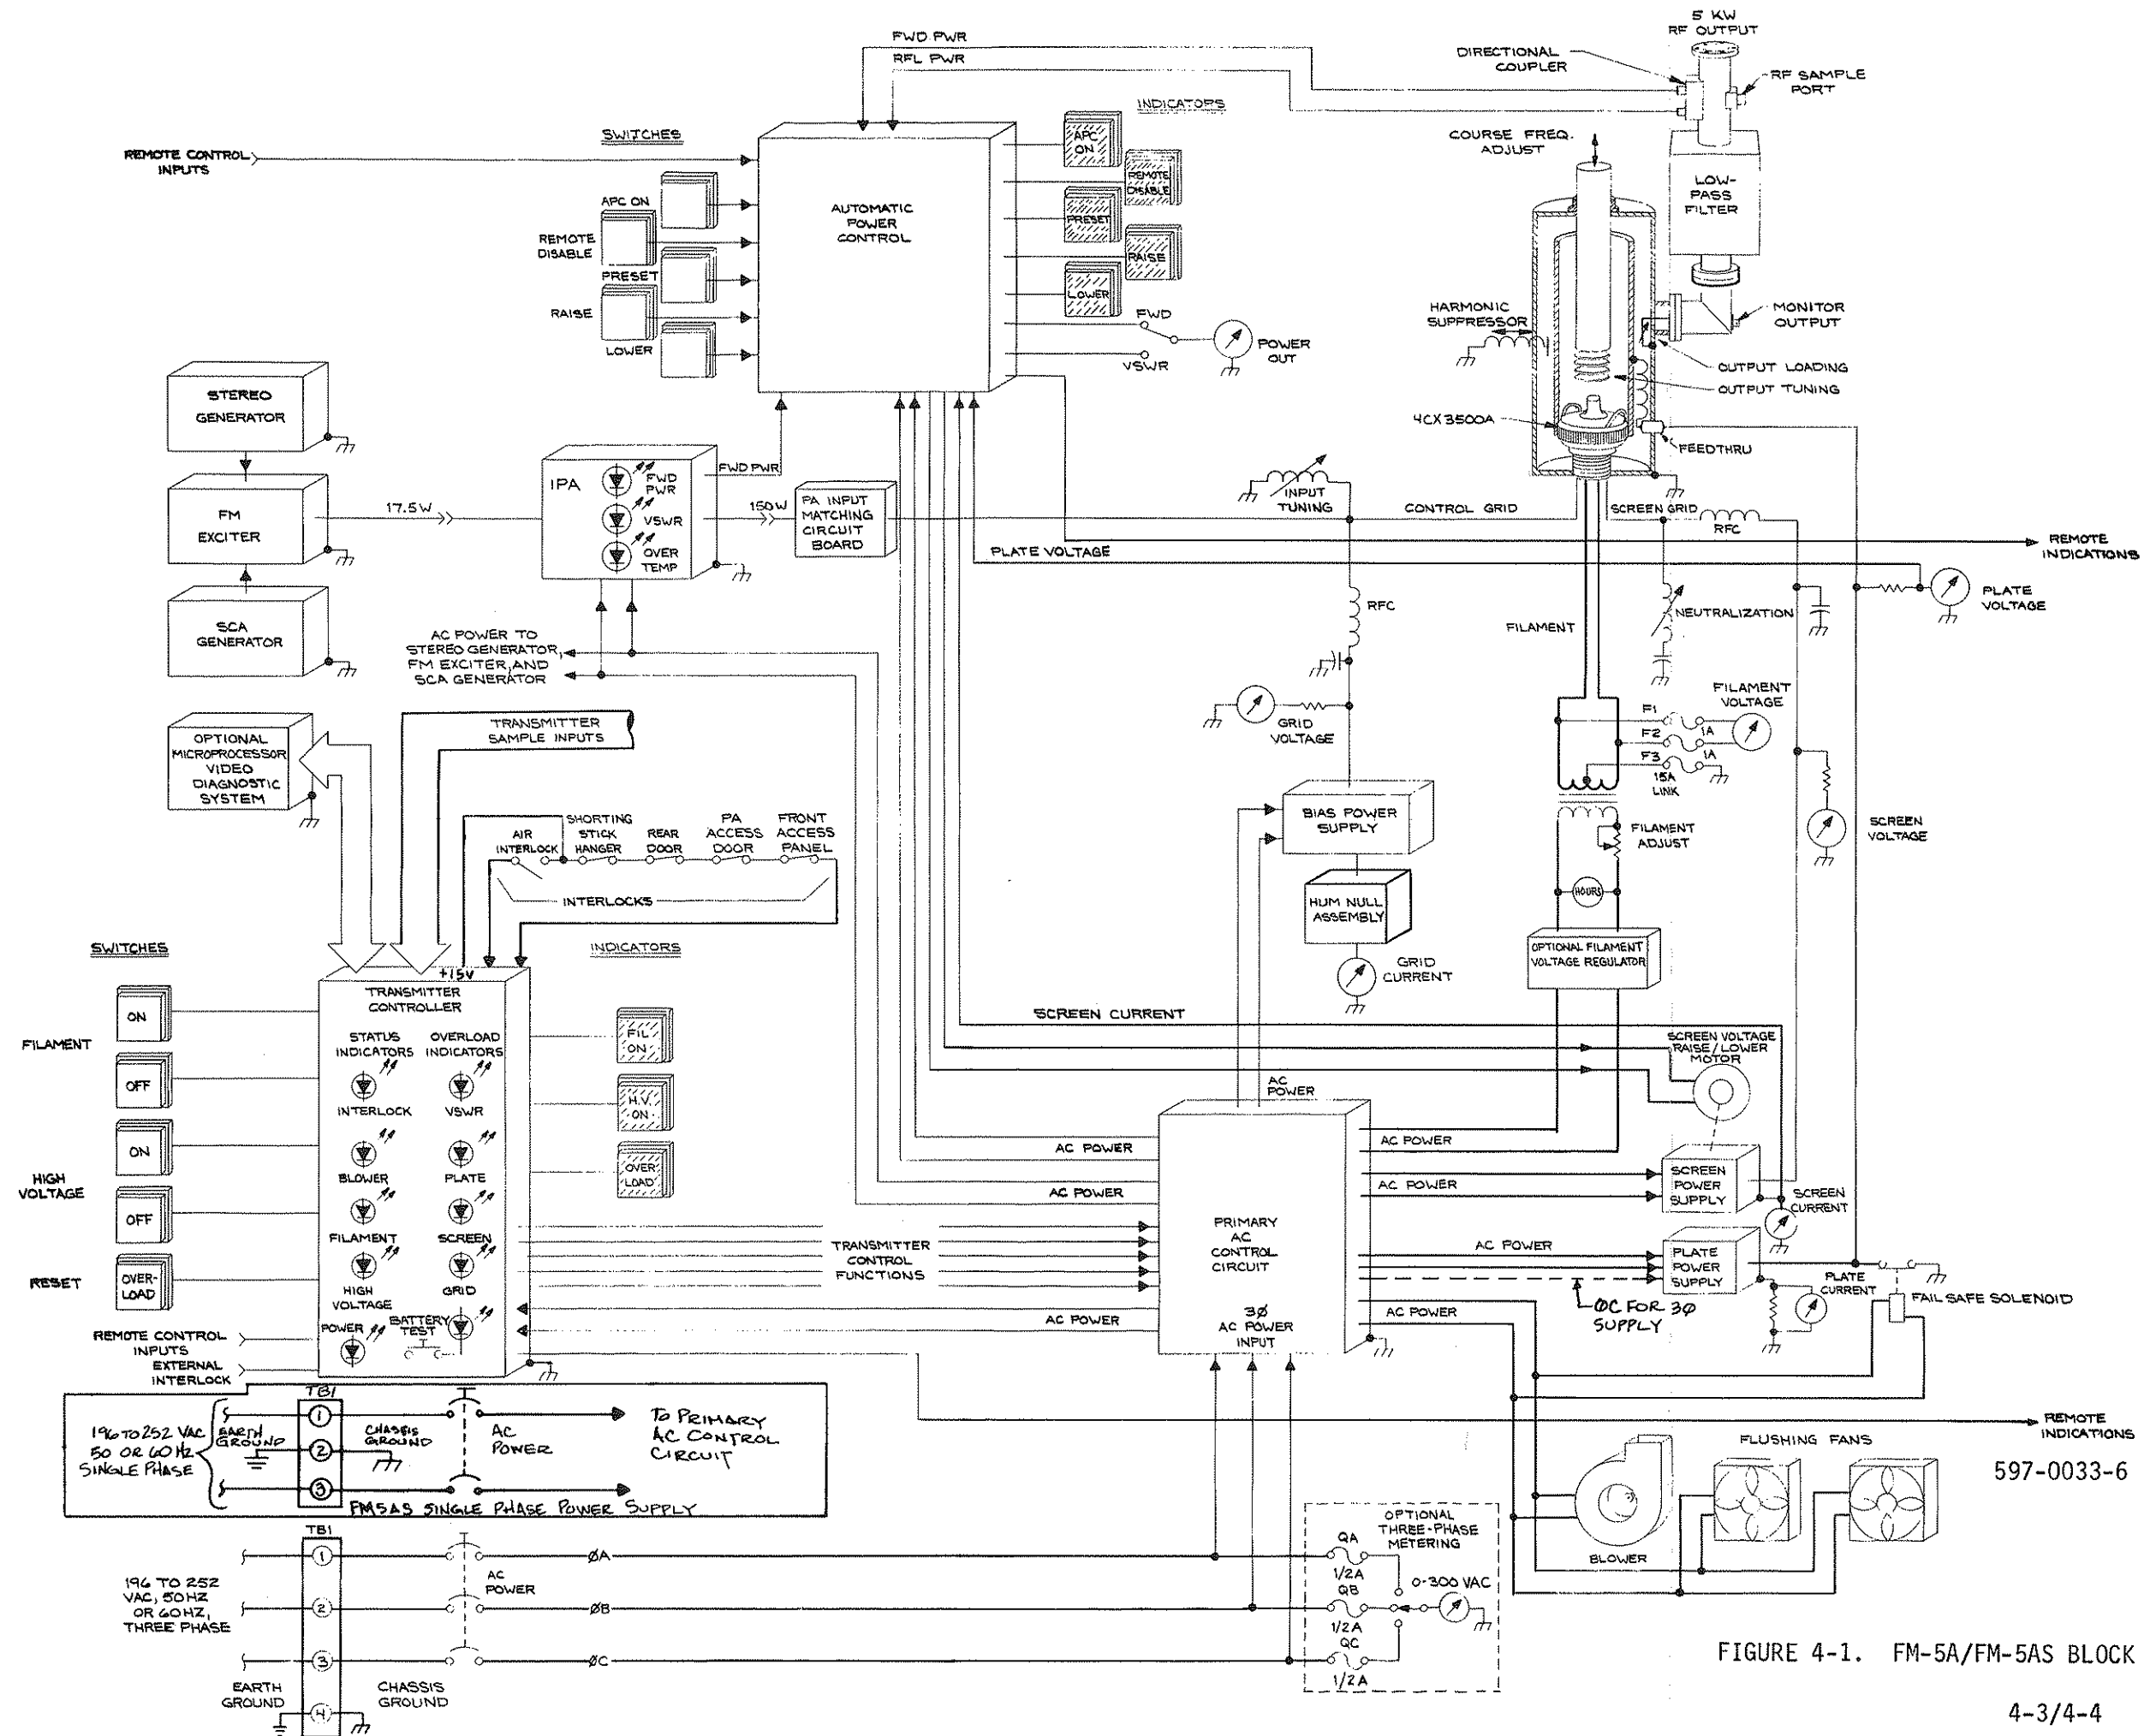 5 KW
RF OUTPUT
FWD PWR
RFL PWR
DIRECTIONAL
COUPLER
RF SAMPLE
PORT
INDICATORS
SWITCHES
REMOTE CONTROL
INPUTS
APC ON
REMOTE
DISABLE
PRESET
RAISE
LOWER
AUTOMATIC
POWER
CONTROL
APC
ON
REMOTE
DISABLE
PRESET
RAISE
LOWER
FWD
VSWR
POWER
OUT
COURSE FREQ.
ADJUST
LOW-
PASS
FILTER
HARMONIC
SUPPRESSOR
MONITOR
OUTPUT
OUTPUT LOADING
OUTPUT TUNING
4CX3500A
FEEDTHRU
STEREO
GENERATOR
FM
EXCITER
SCA
GENERATOR
17.5W
IPA
FWD
PWR
VSWR
OVER
TEMP
FWD PWR
150W
PA INPUT
MATCHING
CIRCUIT
BOARD
INPUT
TUNING
CONTROL GRID
SCREEN GRID
RFC
REMOTE
INDICATIONS
PLATE VOLTAGE
PLATE
VOLTAGE
RFC
FILAMENT
NEUTRALIZATION
AC POWER TO
STEREO GENERATOR,
FM EXCITER, AND
SCA GENERATOR
GRID
VOLTAGE
FILAMENT
VOLTAGE
F1
1A
F2
1A
F3
15A
LINK
OPTIONAL
MICROPROCESSOR
VIDEO
DIAGNOSTIC
SYSTEM
TRANSMITTER
SAMPLE INPUTS
AIR
INTERLOCK
SHORTING
STICK
HANGER
REAR
DOOR
PA
ACCESS
DOOR
FRONT
ACCESS
PANEL
INTERLOCKS
BIAS POWER
SUPPLY
FILAMENT
ADJUST
SCREEN
VOLTAGE
HUM NULL
ASSEMBLY
HOURS
GRID
CURRENT
OPTIONAL FILAMENT
VOLTAGE REGULATOR
SWITCHES
INDICATORS
+15V
TRANSMITTER
CONTROLLER
STATUS
INDICATORS
OVERLOAD
INDICATORS
INTERLOCK
VSWR
BLOWER
PLATE
FILAMENT
SCREEN
HIGH
VOLTAGE
GRID
POWER
BATTERY
TEST
FILAMENT
ON
OFF
HIGH
VOLTAGE
ON
OFF
RESET
OVER-
LOAD
REMOTE CONTROL
INPUTS
EXTERNAL
INTERLOCK
FIL
ON
H.V.
ON
OVER
LOAD
SCREEN CURRENT
SCREEN VOLTAGE
RAISE/LOWER
MOTOR
AC
POWER
AC POWER
AC POWER
TRANSMITTER
CONTROL
FUNCTIONS
AC POWER
PRIMARY
AC
CONTROL
CIRCUIT
3Ø
AC POWER
INPUT
AC POWER
AC POWER
SCREEN
POWER
SUPPLY
SCREEN
CURRENT
AC POWER
PLATE
POWER
SUPPLY
PLATE
CURRENT
ØC FOR 3Ø
SUPPLY
AC POWER
FAILSAFE SOLENOID
196 TO 252 VAC
50 OR 60 HZ
SINGLE PHASE
EARTH
GROUND
TB1
1
2
3
CHASSIS
GROUND
AC
POWER
TO PRIMARY
AC CONTROL
CIRCUIT
FM5AS SINGLE PHASE POWER SUPPLY
REMOTE
INDICATIONS
597-0033-6
FLUSHING FANS
BLOWER
TB1
1
2
3
4
196 TO 252
VAC, 50HZ
OR 60HZ,
THREE PHASE
EARTH
GROUND
CHASSIS
GROUND
AC
POWER
ØA
ØB
ØC
OPTIONAL
THREE-PHASE
METERING
QA
1/2A
QB
1/2A
QC
1/2A
0-300 VAC
FIGURE 4-1. FM-5A/FM-5AS BLOCK
4-3/4-4